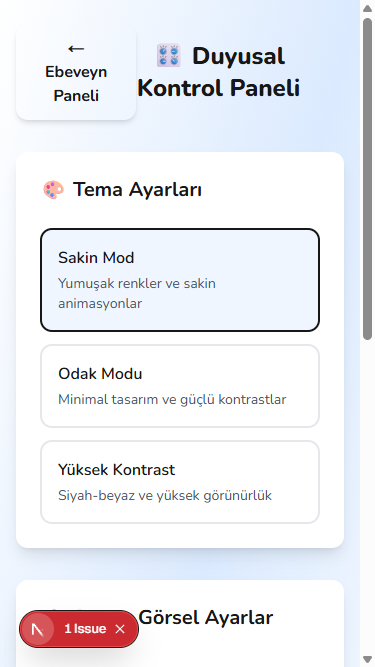 ←
Ebeveyn
Paneli
🎛️ Duyusal
Kontrol Paneli
🎨 Tema Ayarları
Sakin Mod
Yumuşak renkler ve sakin
animasyonlar
Odak Modu
Minimal tasarım ve güçlü kontrastlar
Yüksek Kontrast
Siyah-beyaz ve yüksek görünürlük
Görsel Ayarlar
N 1 Issue ×